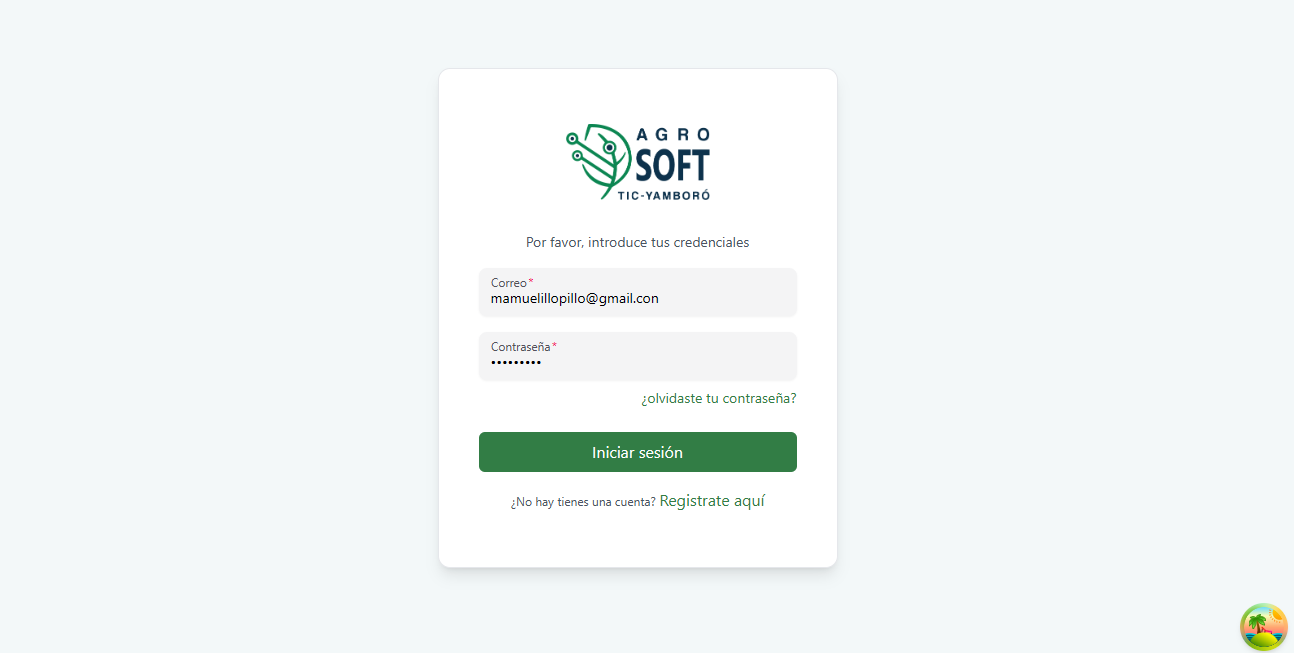 AGRO
SOFT
TIC-YAMBORÓ
Por favor, introduce tus credenciales
Correo*
mamuelillopillo@gmail.con
Contraseña*
•••••••••
¿olvidaste tu contraseña?
Iniciar sesión
¿No hay tienes una cuenta? Registrate aquí